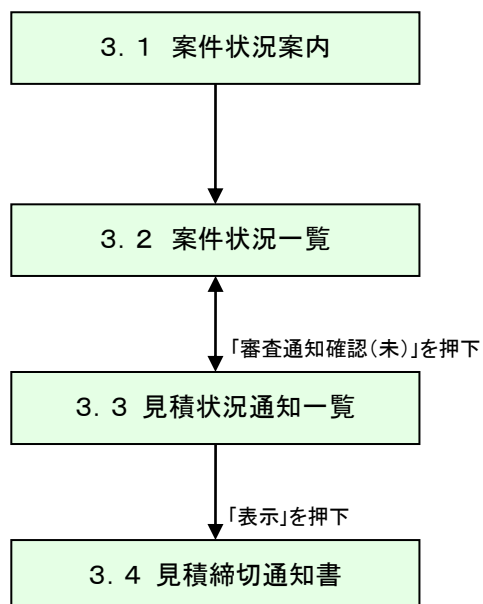 3．1　案件状況案内
3．2　案件状況一覧
「審査通知確認（未）」を押下
3．3 見積状況通知一覧
「表示」を押下
3．4 見積締切通知書